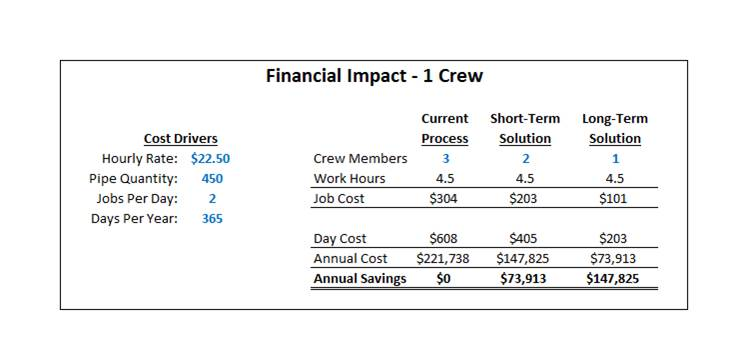 Financial Impact - 1 Crew
Current Short-Term Long-Term
Cost Drivers Process Solution Solution
Hourly Rate: $22.50 Crew Members 3 2 1
Pipe Quantity: 450 Work Hours 4.5 4.5 4.5
Jobs Per Day: 2 Job Cost $304 $203 $101
Days Per Year: 365
Day Cost $608 $405 $203
Annual Cost $221,738 $147,825 $73,913
Annual Savings $0 $73,913 $147,825